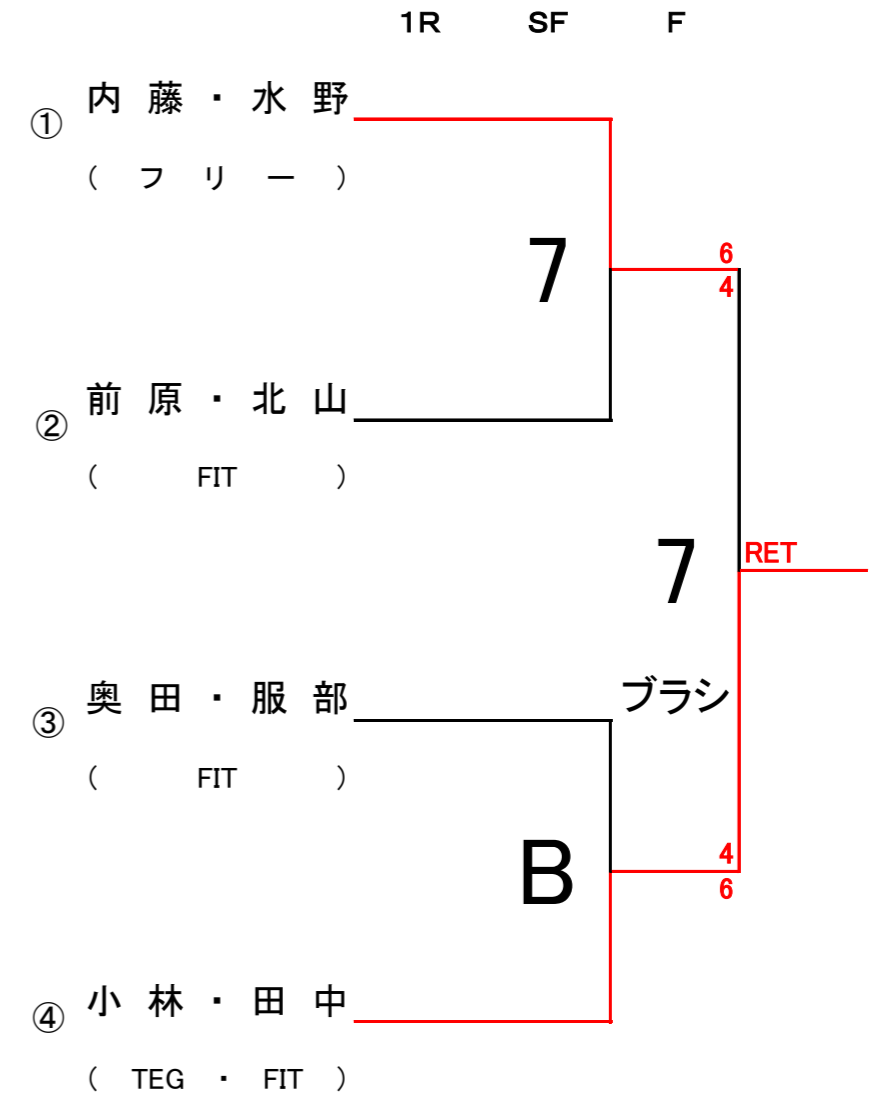 1R SF F
① 内藤・水野
(フリー)
7
6
4
② 前原・北山
(FIT)
7
RET
③ 奥田・服部
ブラシ
(FIT)
B
4
6
④ 小林・田中
(TEG・FIT)